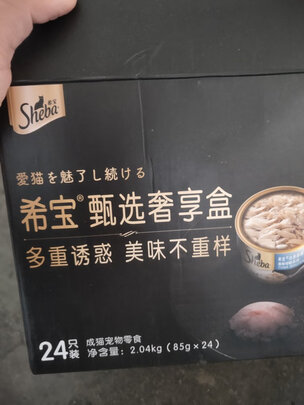 希宝
Sheba
愛猫を魅了し続ける
希宝® 甄选奢享盒
多重诱惑 美味不重样
Sheba
24只装 成猫宠物零食
净含量：2.04kg (85g×24)